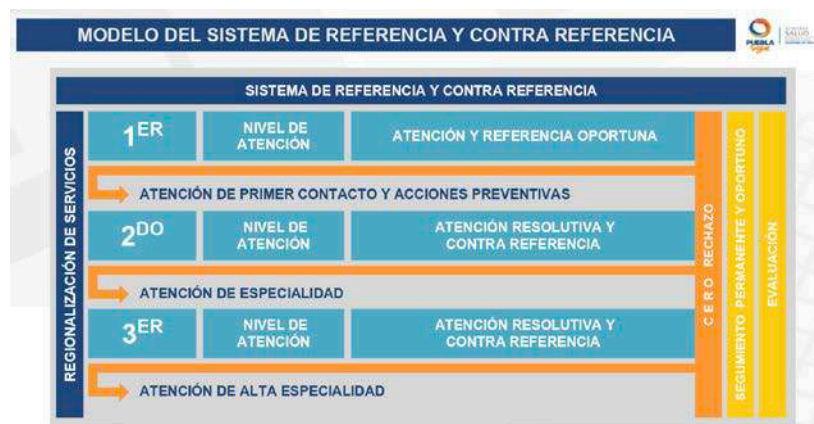 MODELO DEL SISTEMA DE REFERENCIA Y CONTRA REFERENCIA
PUEBLA
SALUD
SISTEMA DE REFERENCIA Y CONTRA REFERENCIA
REGIONALIZACIÓN DE SERVICIOS
1ER
NIVEL DE
ATENCIÓN
ATENCIÓN Y REFERENCIA OPORTUNA
ATENCIÓN DE PRIMER CONTACTO Y ACCIONES PREVENTIVAS
2DO
NIVEL DE
ATENCIÓN
ATENCIÓN RESOLUTIVA Y
CONTRA REFERENCIA
ATENCIÓN DE ESPECIALIDAD
3ER
NIVEL DE
ATENCIÓN
ATENCIÓN RESOLUTIVA Y
CONTRA REFERENCIA
ATENCIÓN DE ALTA ESPECIALIDAD
CERO RECHAZO
SEGUMIENTO PERMANENTE Y OPORTUNO
EVALUACIÓN